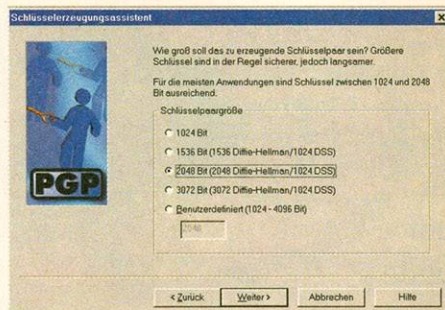 Schlüsselerzeugungsassistent
Wie groß soll das zu erzeugende Schlüsselpaar sein? Größere
Schlüssel sind in der Regel sicherer, jedoch langsamer.
Für die meisten Anwendungen sind Schlüssel zwischen 1024 und 2048
Bit ausreichend.
Schlüsselpaargröße
1024 Bit
1536 Bit (1536 Diffie-Hellman/1024 DSS)
2048 Bit (2048 Diffie-Hellman/1024 DSS)
3072 Bit (3072 Diffie-Hellman/1024 DSS)
Benutzerdefiniert (1024 - 4096 Bit)
2048
PGP
< Zurück Weiter > Abbrechen Hilfe